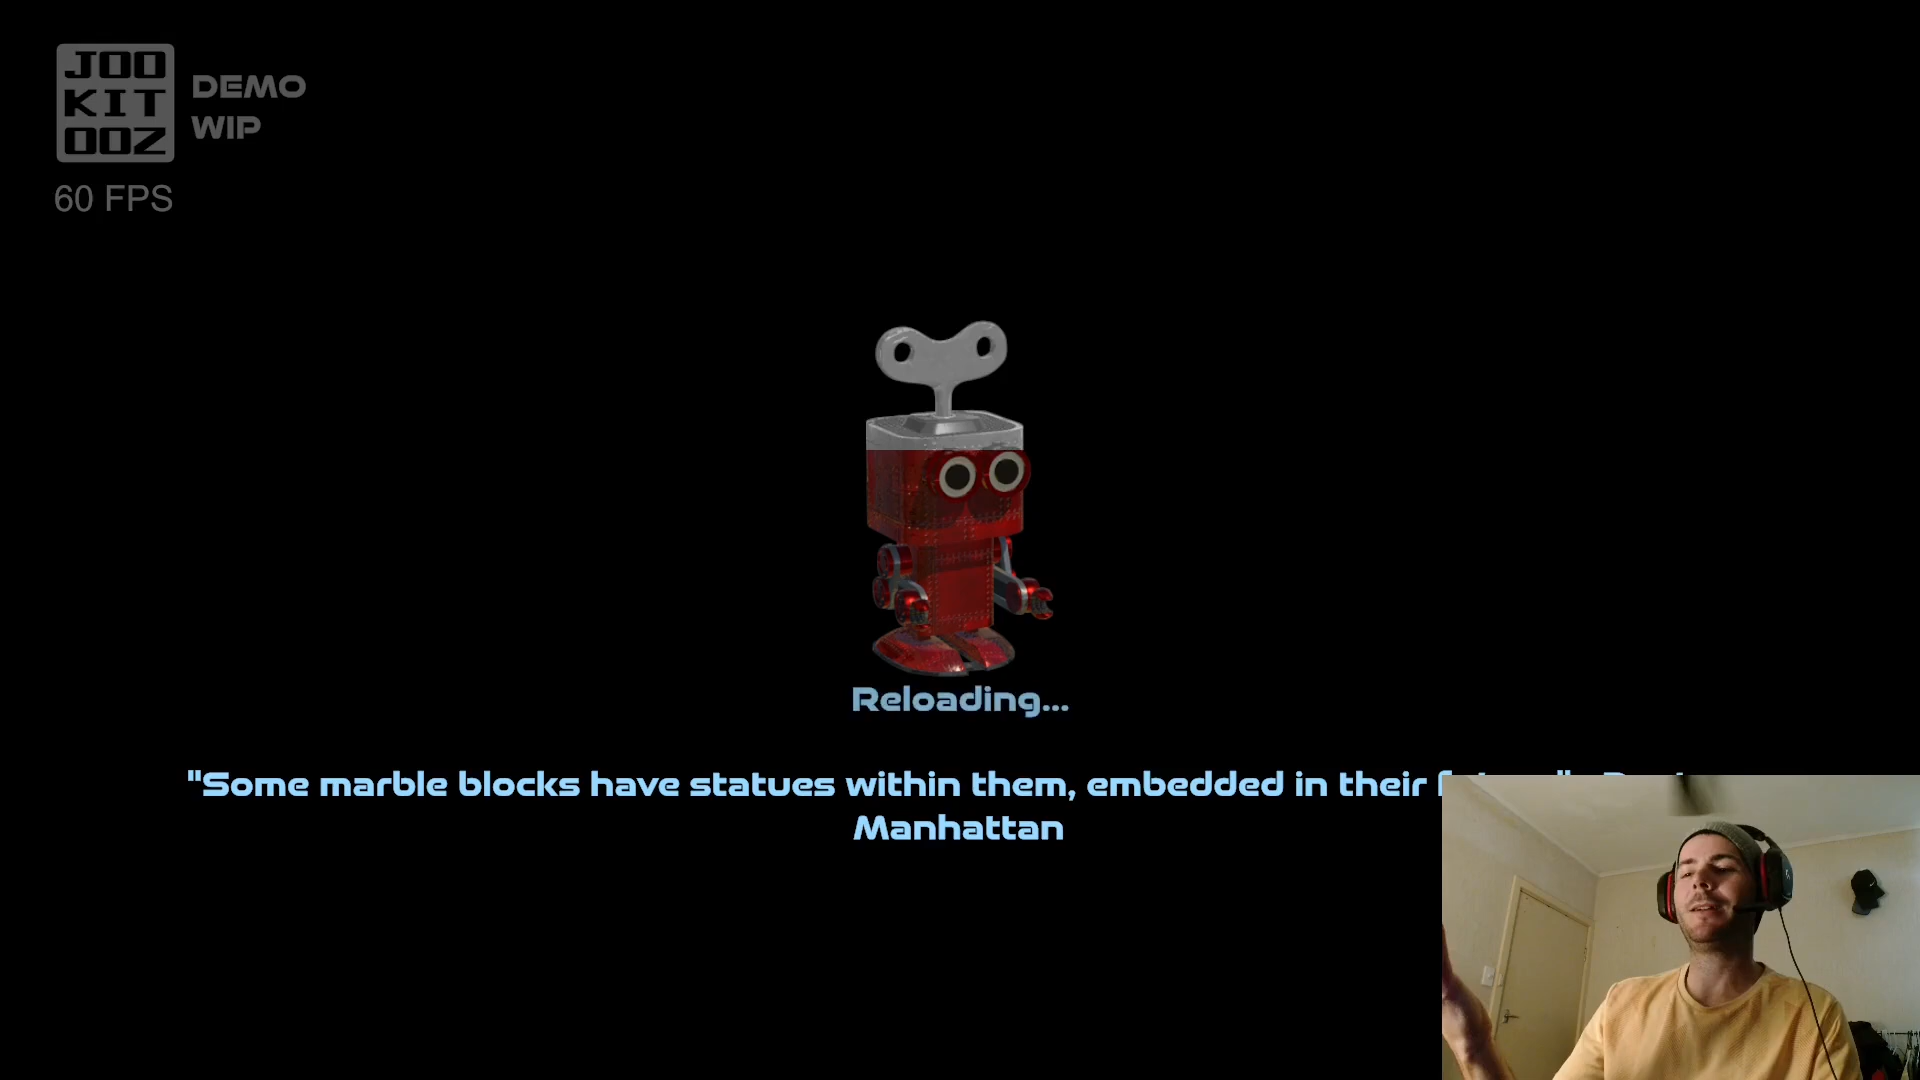 JOO
KIT
OOZ
DEMO
WIP
60 FPS
Reloading...
"Some marble blocks have statues within them, embedded in their
Manhattan